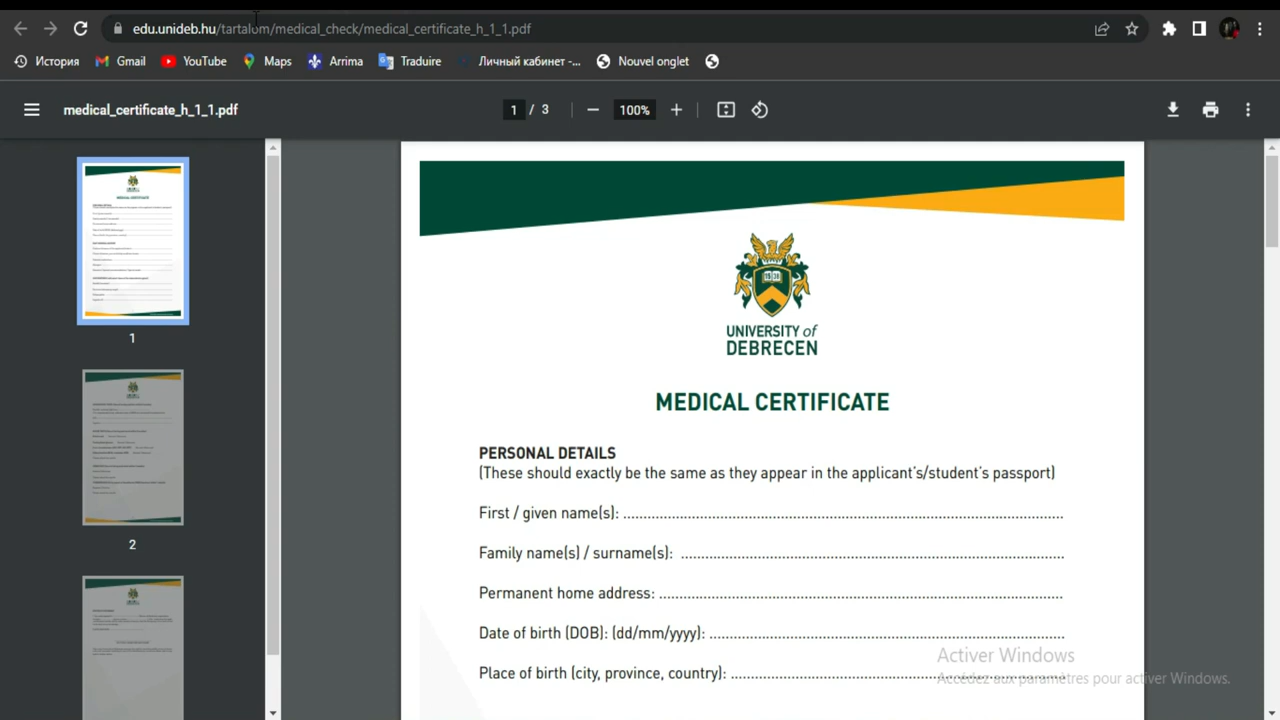 edu.unideb.hu/tartalom/medical_check/medical_certificate_h_1_1.pdf
История Gmail YouTube Maps Arrima Traduire Личный кабинет -... Nouvel onglet
medical_certificate_h_1_1.pdf 1 / 3 100%
1
2
UNIVERSITY of
DEBRECEN
MEDICAL CERTIFICATE
PERSONAL DETAILS
(These should exactly be the same as they appear in the applicant's/student's passport)
First / given name(s):
Family name(s) / surname(s):
Permanent home address:
Date of birth (DOB): (dd/mm/yyyy):
Place of birth (city, province, country):
Activer Windows
Accédez aux paramètres pour activer Windows.